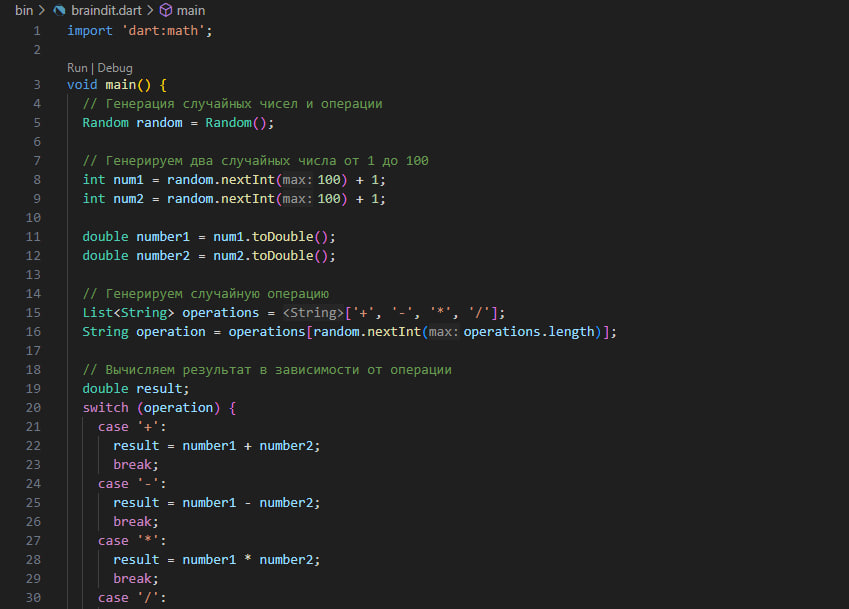 bin > braindit.dart > main
1 import 'dart:math';
2
Run | Debug
3 void main() {
4 // Генерация случайных чисел и операции
5 Random random = Random();
6
7 // Генерируем два случайных числа от 1 до 100
8 int num1 = random.nextInt(max: 100) + 1;
9 int num2 = random.nextInt(max: 100) + 1;
10
11 double number1 = num1.toDouble();
12 double number2 = num2.toDouble();
13
14 // Генерируем случайную операцию
15 List<String> operations = <String>['+', '-', '*', '/'];
16 String operation = operations[random.nextInt(max: operations.length)];
17
18 // Вычисляем результат в зависимости от операции
19 double result;
20 switch (operation) {
21 case '+':
22 result = number1 + number2;
23 break;
24 case '-':
25 result = number1 - number2;
26 break;
27 case '*':
28 result = number1 * number2;
29 break;
30 case '/':